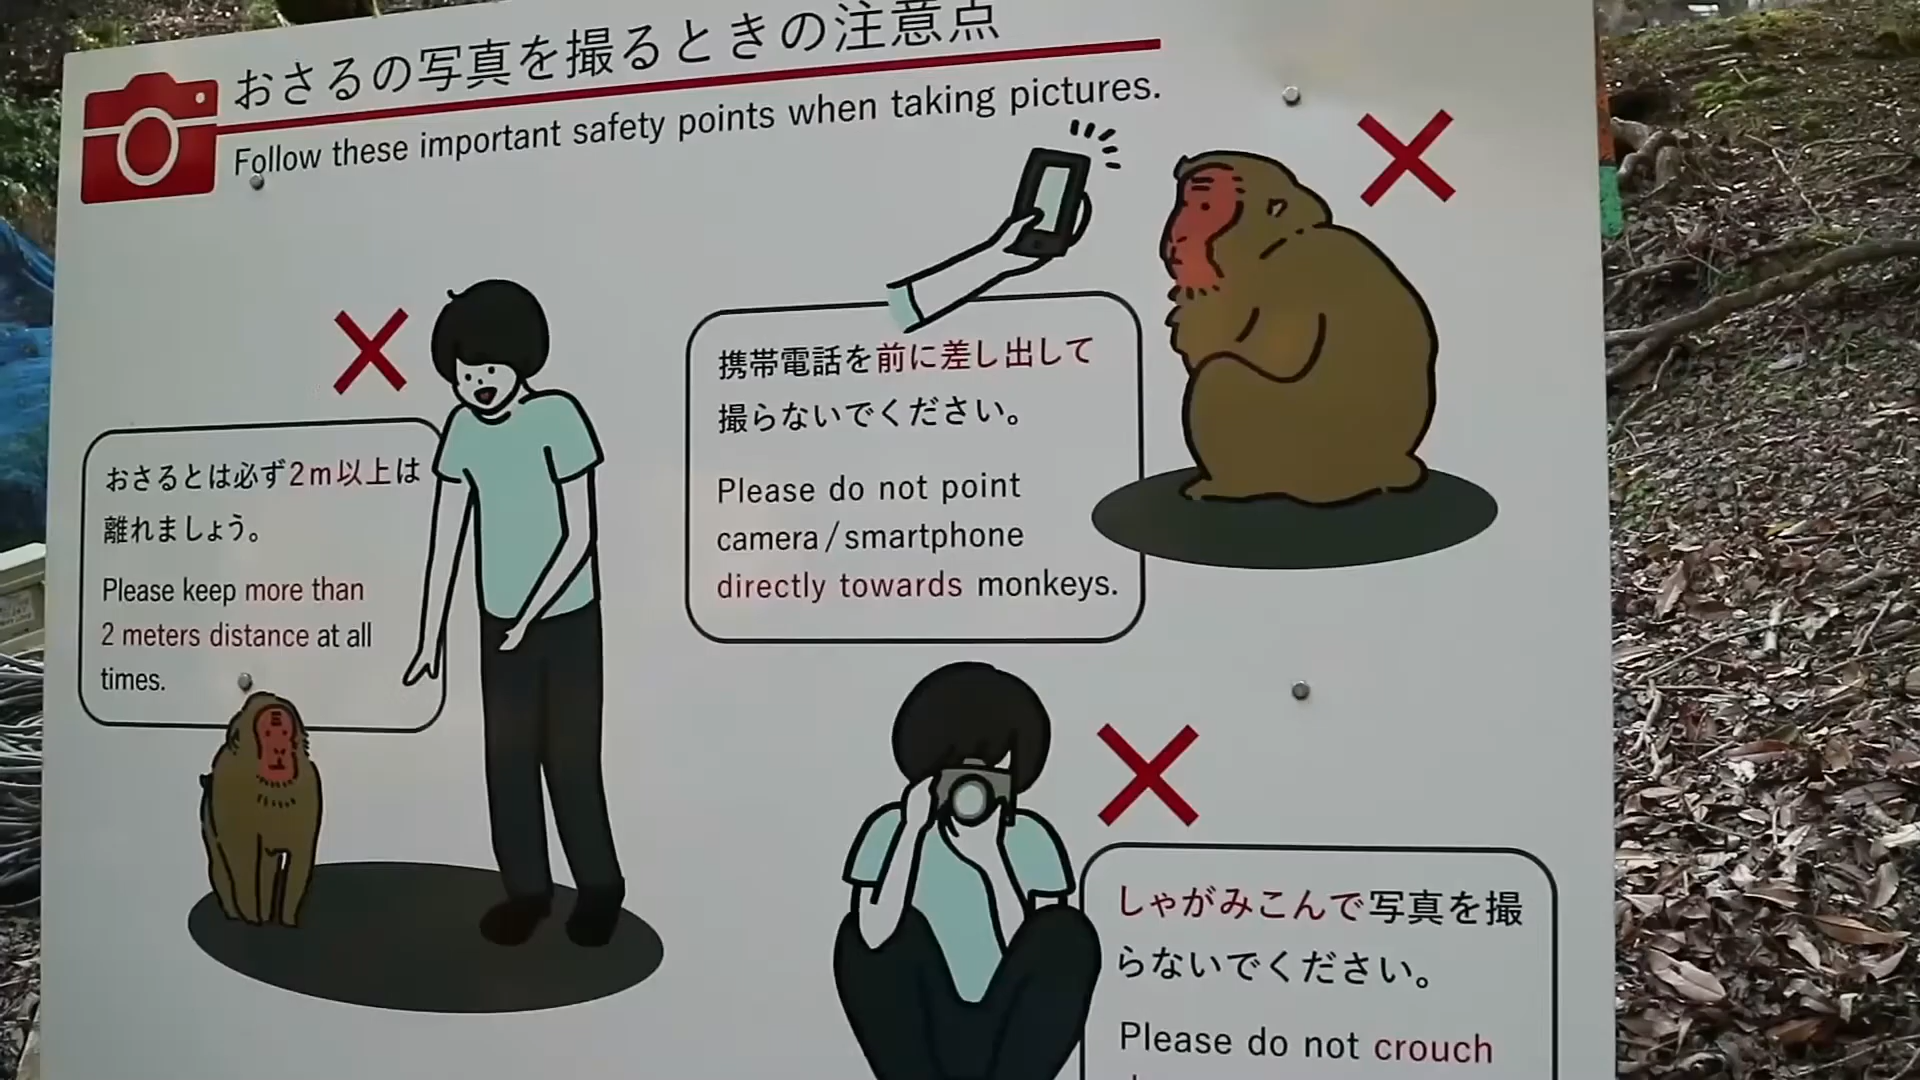 おさるの写真を撮るときの注意点
Follow these important safety points when taking pictures.
おさるとは必ず2m以上は
離れましょう。
Please keep more than
2 meters distance at all
times.
携帯電話を前に差し出して
撮らないでください。
Please do not point
camera/smartphone
directly towards monkeys.
しゃがみこんで写真を撮
らないでください。
Please do not crouch